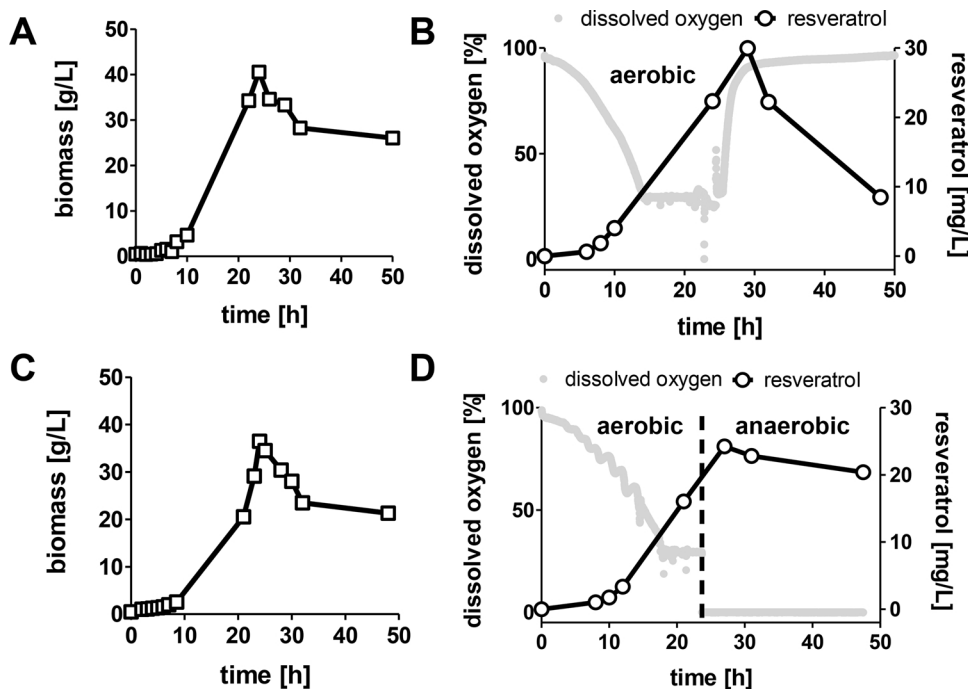 A
biomass [g/L]
50
40
30
20
10
0
0 10 20 30 40 50
time [h]
B
dissolved oxygen resveratrol
aerobic
dissolved oxygen [%]
100
50
0
resveratrol [mg/L]
30
20
10
0
0 10 20 30 40 50
time [h]
C
biomass [g/L]
50
40
30
20
10
0
0 10 20 30 40 50
time [h]
D
dissolved oxygen resveratrol
aerobic anaerobic
dissolved oxygen [%]
100
50
0
resveratrol [mg/L]
30
20
10
0
0 10 20 30 40 50
time [h]